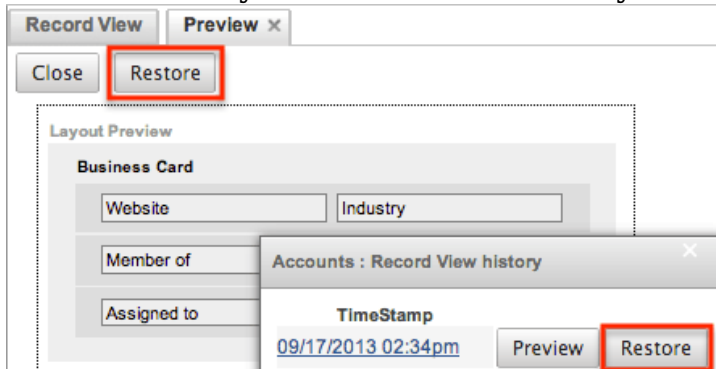 Record View Preview ×
Close Restore
Layout Preview
Business Card
Website Industry
Member of
Accounts : Record View history ×
Assigned to
TimeStamp
09/17/2013 02:34pm Preview Restore